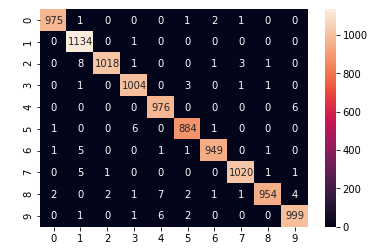 975 1 0 0 0 1 2 1 0 0 0
0 1134 0 1 0 0 0 0 0 0 1
0 8 1018 1 0 0 1 3 1 0 2
0 1 0 1004 0 3 0 1 1 0 3
0 0 0 0 976 0 0 0 0 6 4
1 0 0 6 0 884 1 0 0 0 5
1 5 0 0 1 1 949 0 1 0 6
0 5 1 0 0 0 0 1020 1 1 7
2 0 2 1 7 2 1 1 954 4 8
0 1 0 1 6 2 0 0 0 999 9
0 1 2 3 4 5 6 7 8 9
1000
800
600
400
200
0